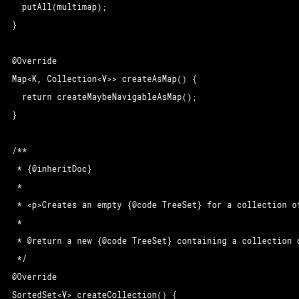 putAll(multimap);
}
@Override
Map<K, Collection<V>> createAsMap() {
return createMaybeNavigableAsMap();
}
/**
* {@inheritDoc}
*
* <p>Creates an empty {@code TreeSet} for a collection of
*
* @return a new {@code TreeSet} containing a collection
*/
@Override
SortedSet<V> createCollection() {